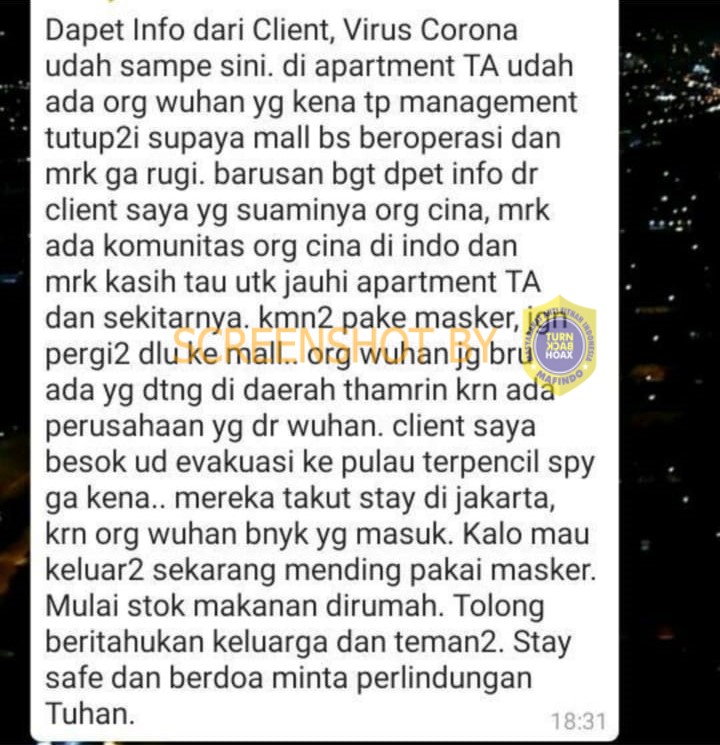 Dapet Info dari Client, Virus Corona
udah sampe sini. di apartment TA udah
ada org wuhan yg kena tp management
tutup2i supaya mall bs beroperasi dan
mrk ga rugi. barusan bgt dpet info dr
client saya yg suaminya org cina, mrk
ada komunitas org cina di indo dan
mrk kasih tau utk jauhi apartment TA
dan sekitarnya. kmn2 pake masker, jgn
pergi2 dlu ke mall.. org wuhan jg bru
ada yg dtng di daerah thamrin krn ada
perusahaan yg dr wuhan. client saya
besok ud evakuasi ke pulau terpencil spy
ga kena.. mereka takut stay di jakarta,
krn org wuhan bnyk yg masuk. Kalo mau
keluar2 sekarang mending pakai masker.
Mulai stok makanan dirumah. Tolong
beritahukan keluarga dan teman2. Stay
safe dan berdoa minta perlindungan
Tuhan.
18:31
SCREENSHOT BY
TURN
BACK
HOAX
MAFINDO